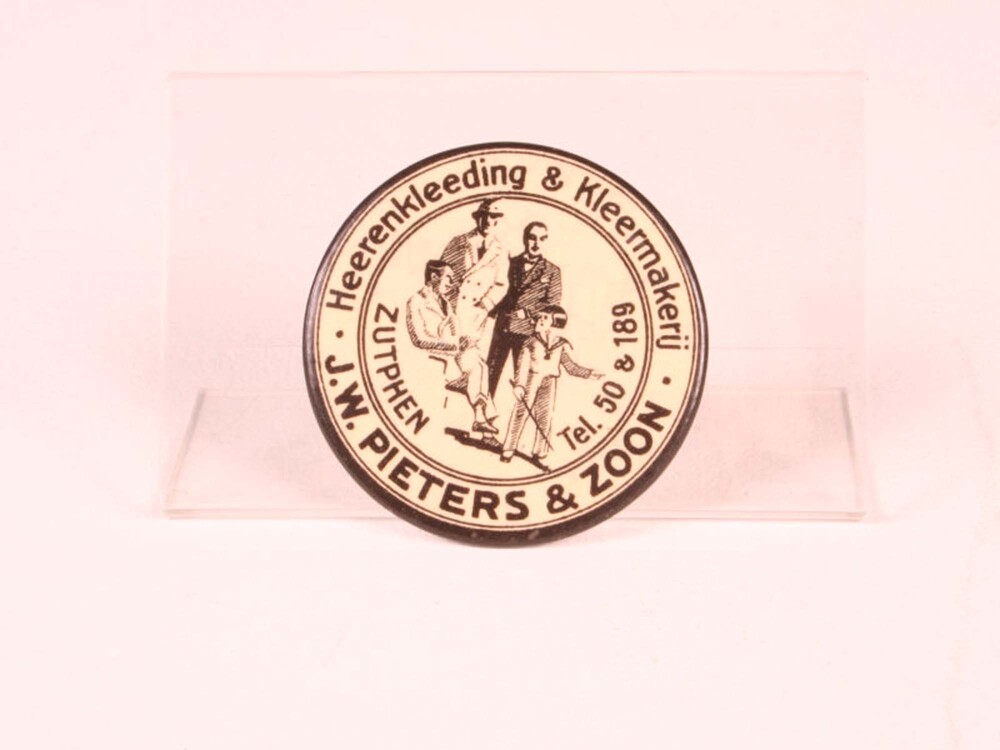 Heerenkleeding & Kleermakerij
J.W. PIETERS & ZOON
ZUTPHEN
Tel. 50 & 189